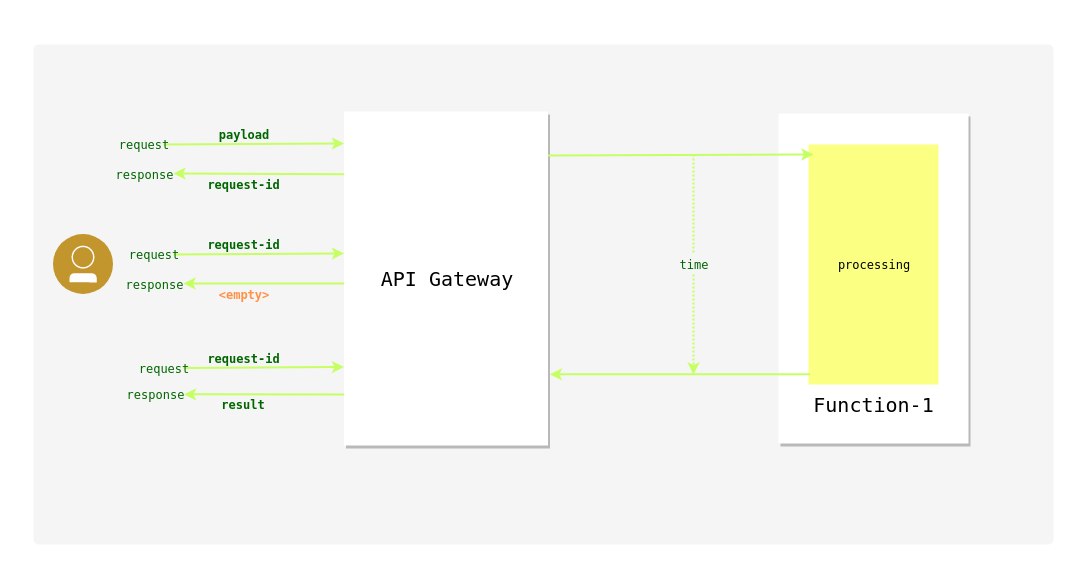 payload
request
response
request-id
request-id
request
response
<empty>
request-id
request
response
result
API Gateway
time
processing
Function-1